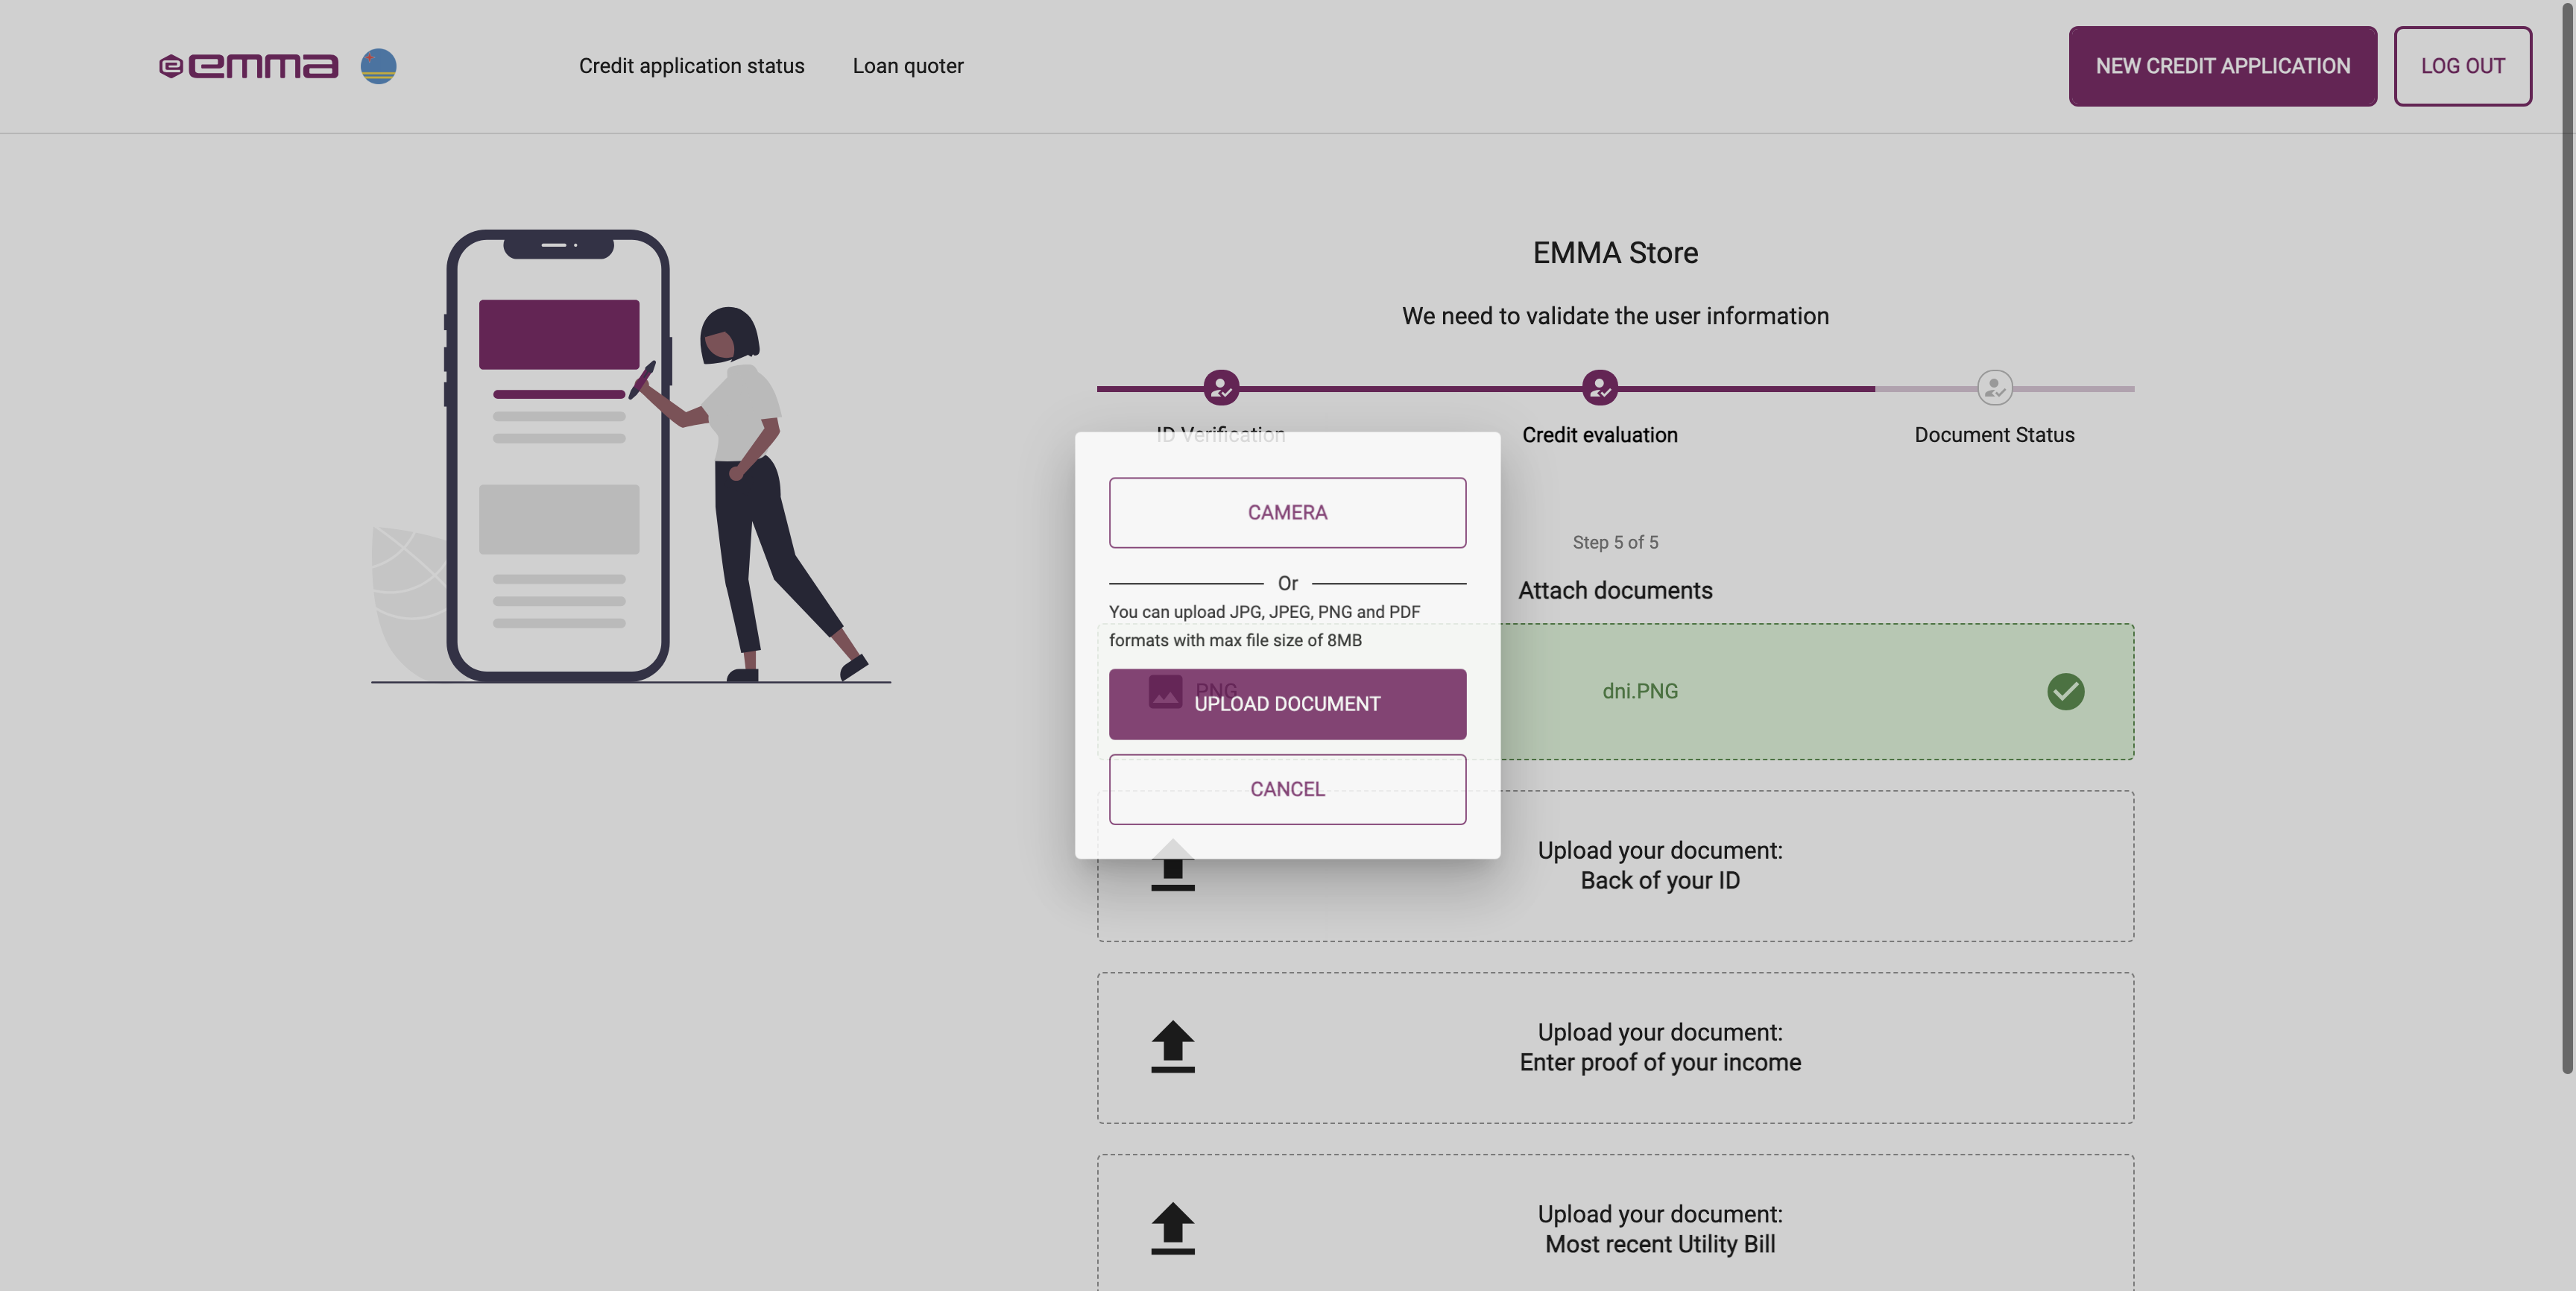 emma
Credit application status
Loan quoter
NEW CREDIT APPLICATION
LOG OUT
EMMA Store
We need to validate the user information
ID Verification
Credit evaluation
Document Status
CAMERA
Or
You can upload JPG, JPEG, PNG and PDF
formats with max file size of 8MB
UPLOAD DOCUMENT
CANCEL
Step 5 of 5
Attach documents
PNG
dni.PNG
Upload your document:
Back of your ID
Upload your document:
Enter proof of your income
Upload your document:
Most recent Utility Bill